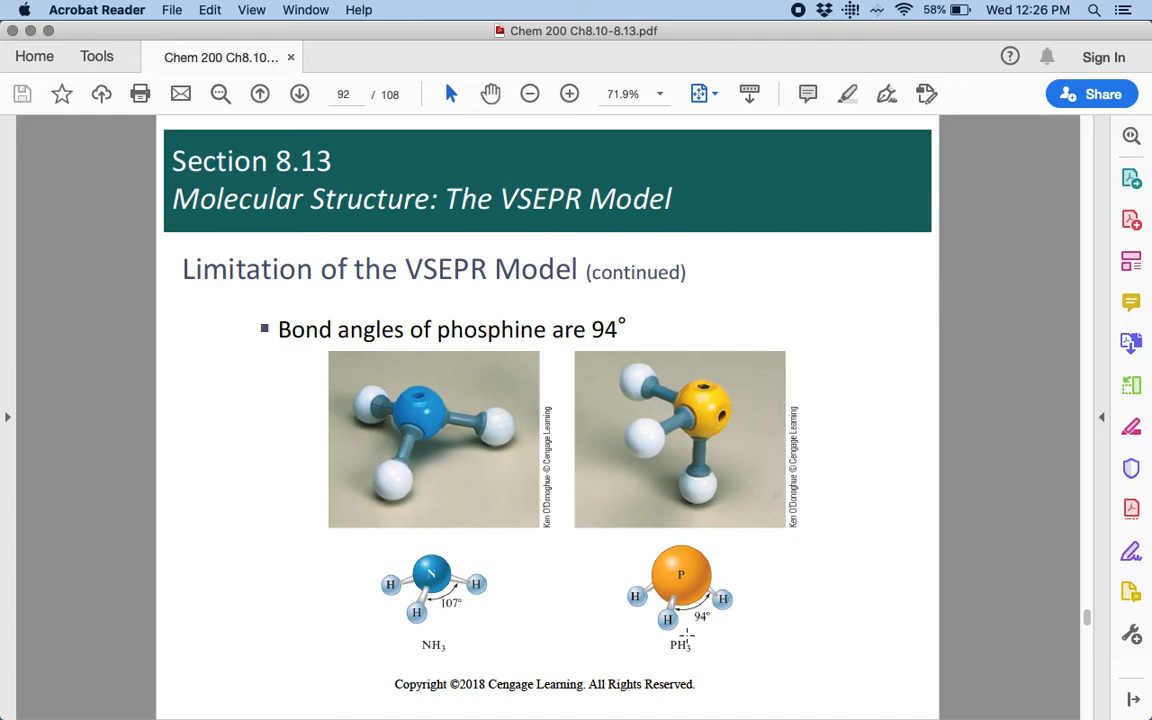 Acrobat Reader File Edit View Window Help 58% Wed 12:26 PM
Chem 200 Ch8.10-8.13.pdf
Home Tools Chem 200 Ch8.10... × Sign In
92 / 108 71.9% Share
Section 8.13
Molecular Structure: The VSEPR Model
Limitation of the VSEPR Model (continued)
▪ Bond angles of phosphine are 94°
Ken O'Donoghue © Cengage Learning
Ken O'Donoghue © Cengage Learning
N H H H 107°
NH₃
P H H H 94°
PH₃
Copyright ©2018 Cengage Learning. All Rights Reserved.